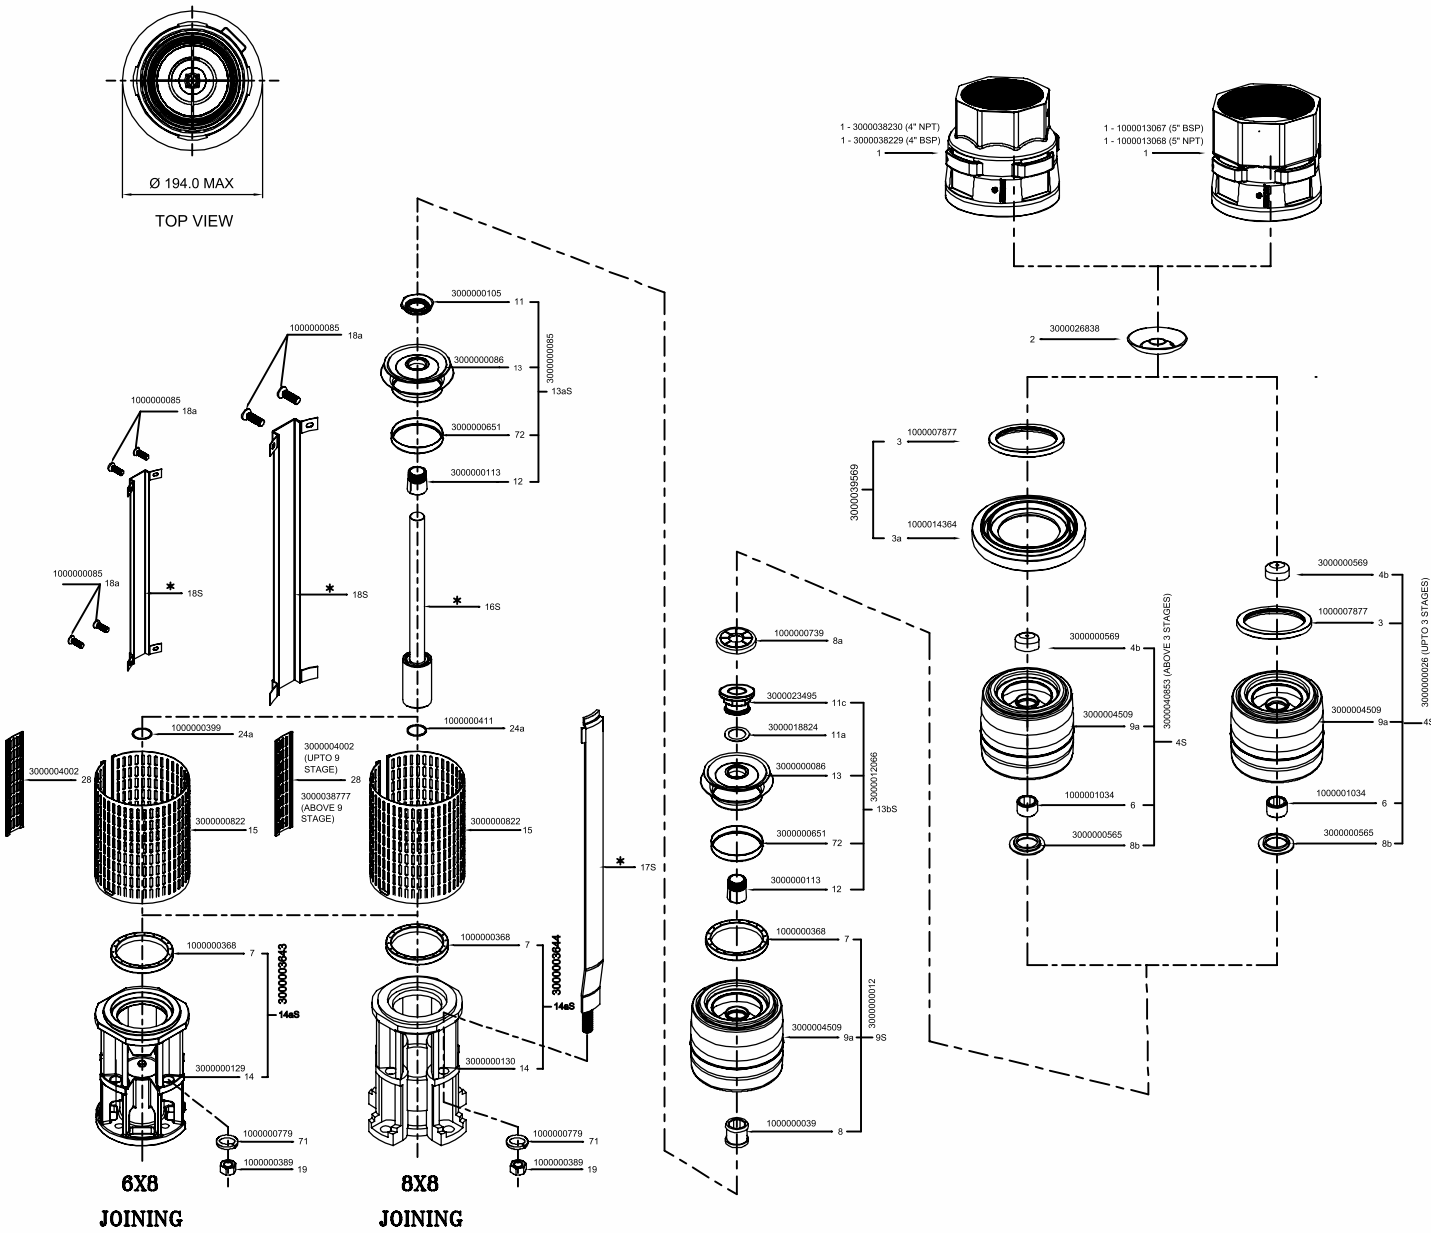 Ø 194.0 MAX
TOP VIEW
1 - 3000038230 (4" NPT)
1 - 3000038229 (4" BSP)
1
1 - 1000013067 (5" BSP)
1 - 1000013068 (5" NPT)
1
3000026838
2
3000000105
11
3000000086
13
3000000651
72
3000000113
12
3000000085
13aS
1000000085
18a
1000000085
18a
1000000085
18a
*
18S
*
18S
*
16S
1000007877
3
1000014364
3a
3000039569
3000000569
4b
3000004509
9a
1000001034
6
3000000565
8b
3000040853 (ABOVE 3 STAGES)
4S
3000000569
4b
1000007877
3
3000004509
9a
1000001034
6
3000000565
8b
3000000026 (UPTO 3 STAGES)
4S
1000000739
8a
3000023495
11c
1000018824
11a
3000000086
13
3000000651
72
3000000113
12
3000012066
13bS
1000000368
7
3000004509
9a
9S
3000000012
1000000039
8
1000000399
24a
1000000411
24a
3000004002
28
3000004002
(UPTO 9
STAGE)
28
3000038777
(ABOVE 9
STAGE)
3000000822
15
3000000822
15
*
17S
1000000368
7
3000003643
14aS
3000000129
14
1000000368
7
3000003644
14aS
3000000130
14
1000000779
71
1000000389
19
1000000779
71
1000000389
19
6X8
JOINING
8X8
JOINING